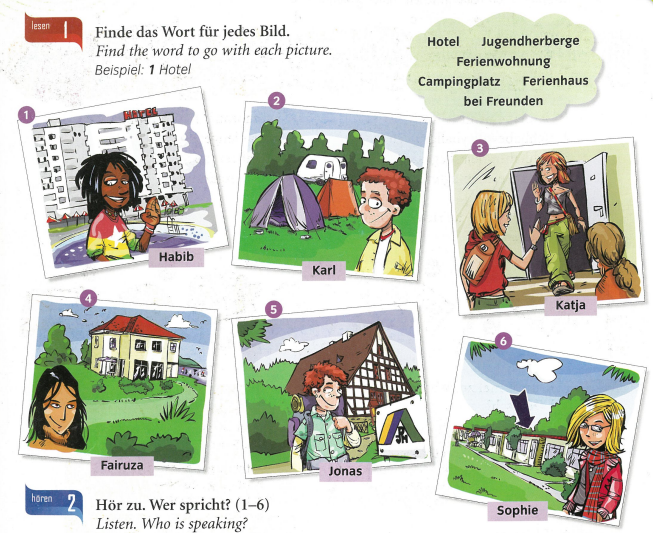 lesen 1
Finde das Wort für jedes Bild.
Find the word to go with each picture.
Beispiel: 1 Hotel
Hotel Jugendherberge
Ferienwohnung
Campingplatz Ferienhaus
bei Freunden
1
HOTEL
Habib
2
Karl
3
Katja
4
Fairuza
5
Jonas
6
Sophie
hören 2
Hör zu. Wer spricht? (1–6)
Listen. Who is speaking?